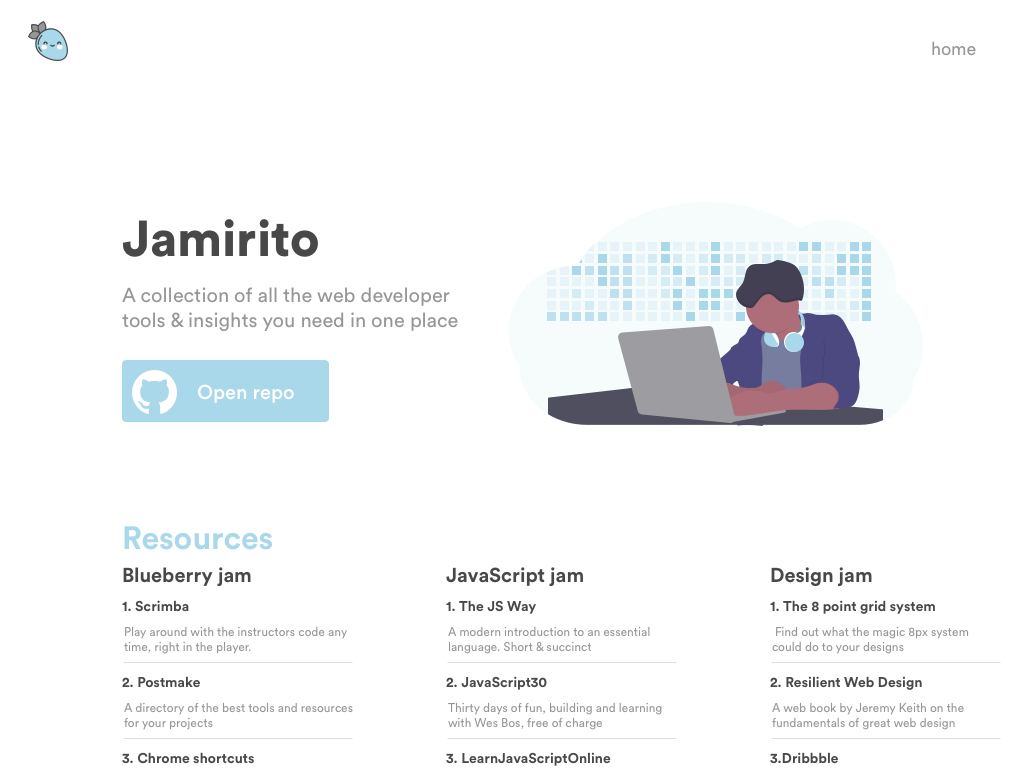 home
Jamirito
A collection of all the web developer
tools & insights you need in one place
Open repo
Resources
Blueberry jam
1. Scrimba
Play around with the instructors code any
time, right in the player.
2. Postmake
A directory of the best tools and resources
for your projects
3. Chrome shortcuts
JavaScript jam
1. The JS Way
A modern introduction to an essential
language. Short & succinct
2. JavaScript30
Thirty days of fun, building and learning
with Wes Bos, free of charge
3. LearnJavaScriptOnline
Design jam
1. The 8 point grid system
Find out what the magic 8px system
could do to your designs
2. Resilient Web Design
A web book by Jeremy Keith on the
fundamentals of great web design
3.Dribbble